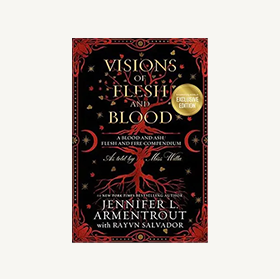 VISIONS
OF
FLESH
AND
BLOOD
EXCLUSIVE
EDITION
A BLOOD AND ASH/
FLESH AND FIRE COMPENDIUM
As told by Miss Willa
#1 NEW YORK TIMES BESTSELLING AUTHOR
JENNIFER L.
ARMENTROUT
with RAYVN SALVADOR